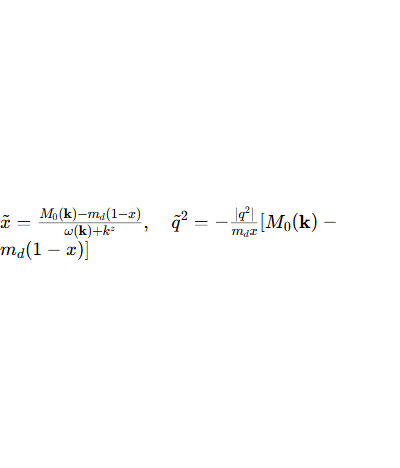 x̃ = (M₀(𝐤)−m_d(1−x))/(ω(𝐤)+k^z),  q̃² = −(|q²|)/(m_d x)[M₀(𝐤) −
m_d(1 − x)]